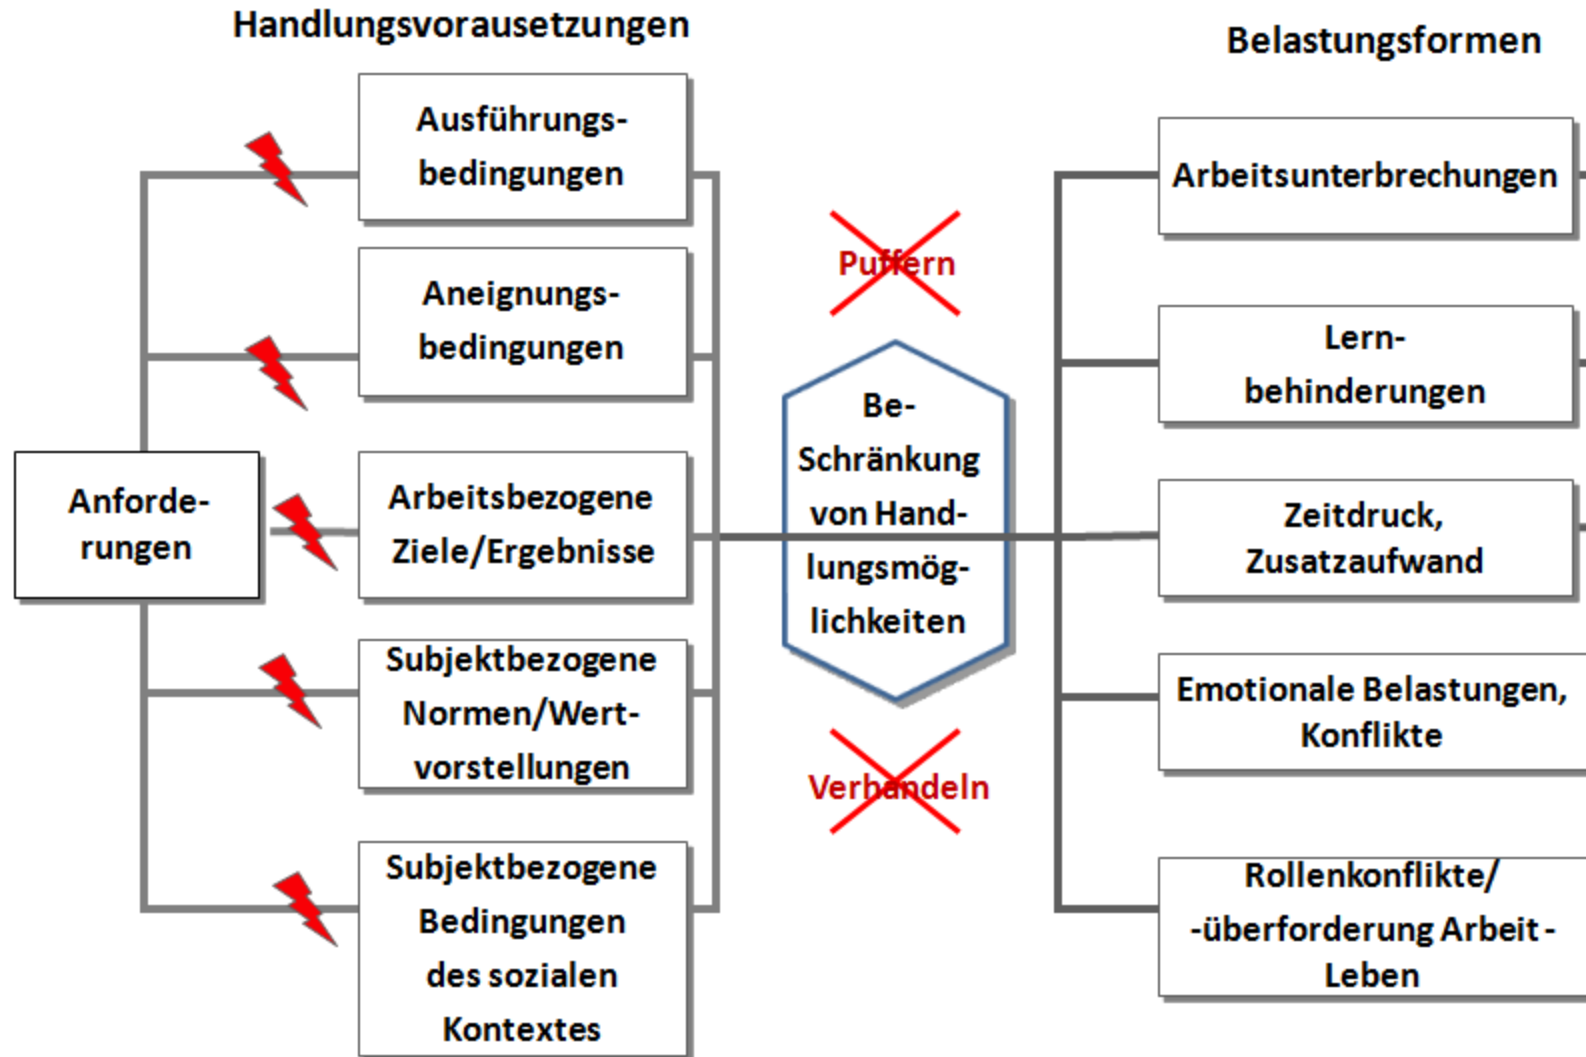 Handlungsvorausetzungen
Belastungsformen
Ausführungs-
bedingungen
Aneignungs-
bedingungen
Anforde-
rungen
Arbeitsbezogene
Ziele/Ergebnisse
Subjektbezogene
Normen/Wert-
vorstellungen
Subjektbezogene
Bedingungen
des sozialen
Kontextes
Puffern
Be-
Schränkung
von Hand-
lungsmög-
lichkeiten
Verhandeln
Arbeitsunterbrechungen
Lern-
behinderungen
Zeitdruck,
Zusatzaufwand
Emotionale Belastungen,
Konflikte
Rollenkonflikte/
-überforderung Arbeit -
Leben